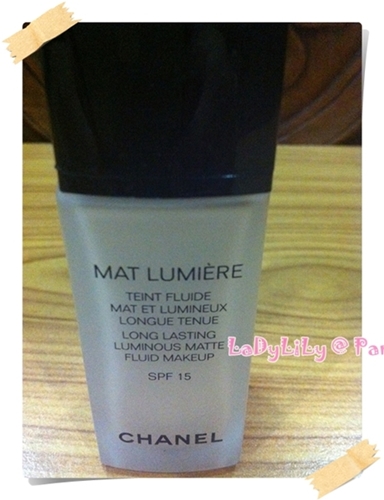 MAT LUMIÈRE
TEINT FLUIDE
MAT ET LUMINEUX
LONGUE TENUE
LONG LASTING
LUMINOUS MATTE
FLUID MAKEUP
SPF 15
LaDyLiLy @ Par
CHANEL